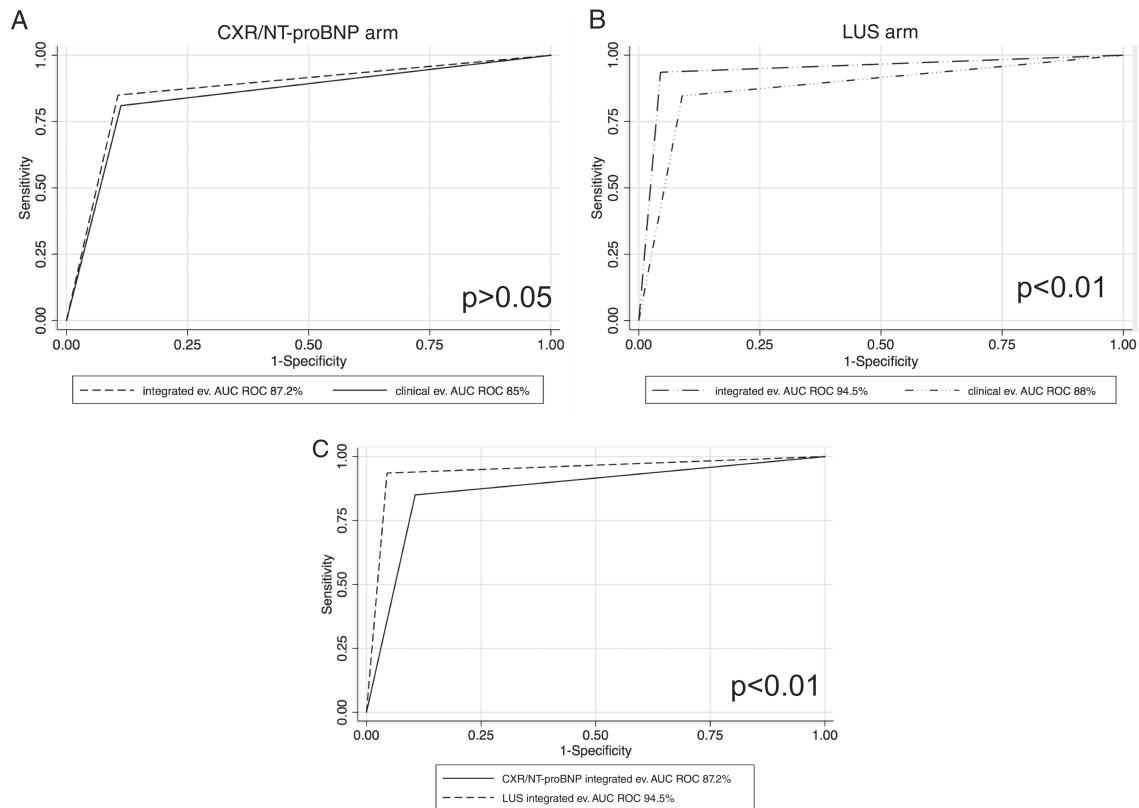 A
CXR/NT-proBNP arm
1.00
0.75
0.50
0.25
0.00
Sensitivity
p>0.05
0.00 0.25 0.50 0.75 1.00
1-Specificity
integrated ev. AUC ROC 87.2% clinical ev. AUC ROC 85%
B
LUS arm
1.00
0.75
0.50
0.25
0.00
Sensitivity
p<0.01
0.00 0.25 0.50 0.75 1.00
1-Specificity
integrated ev. AUC ROC 94.5% clinical ev. AUC ROC 88%
C
1.00
0.75
0.50
0.25
0.00
Sensitivity
p<0.01
0.00 0.25 0.50 0.75 1.00
1-Specificity
CXR/NT-proBNP integrated ev. AUC ROC 87.2%
LUS integrated ev. AUC ROC 94.5%